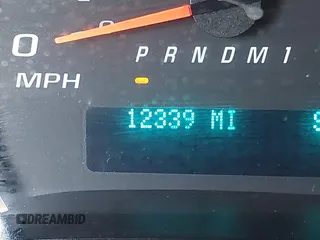 0
P R N D M 1
MPH
12339 MI
DREAMBID